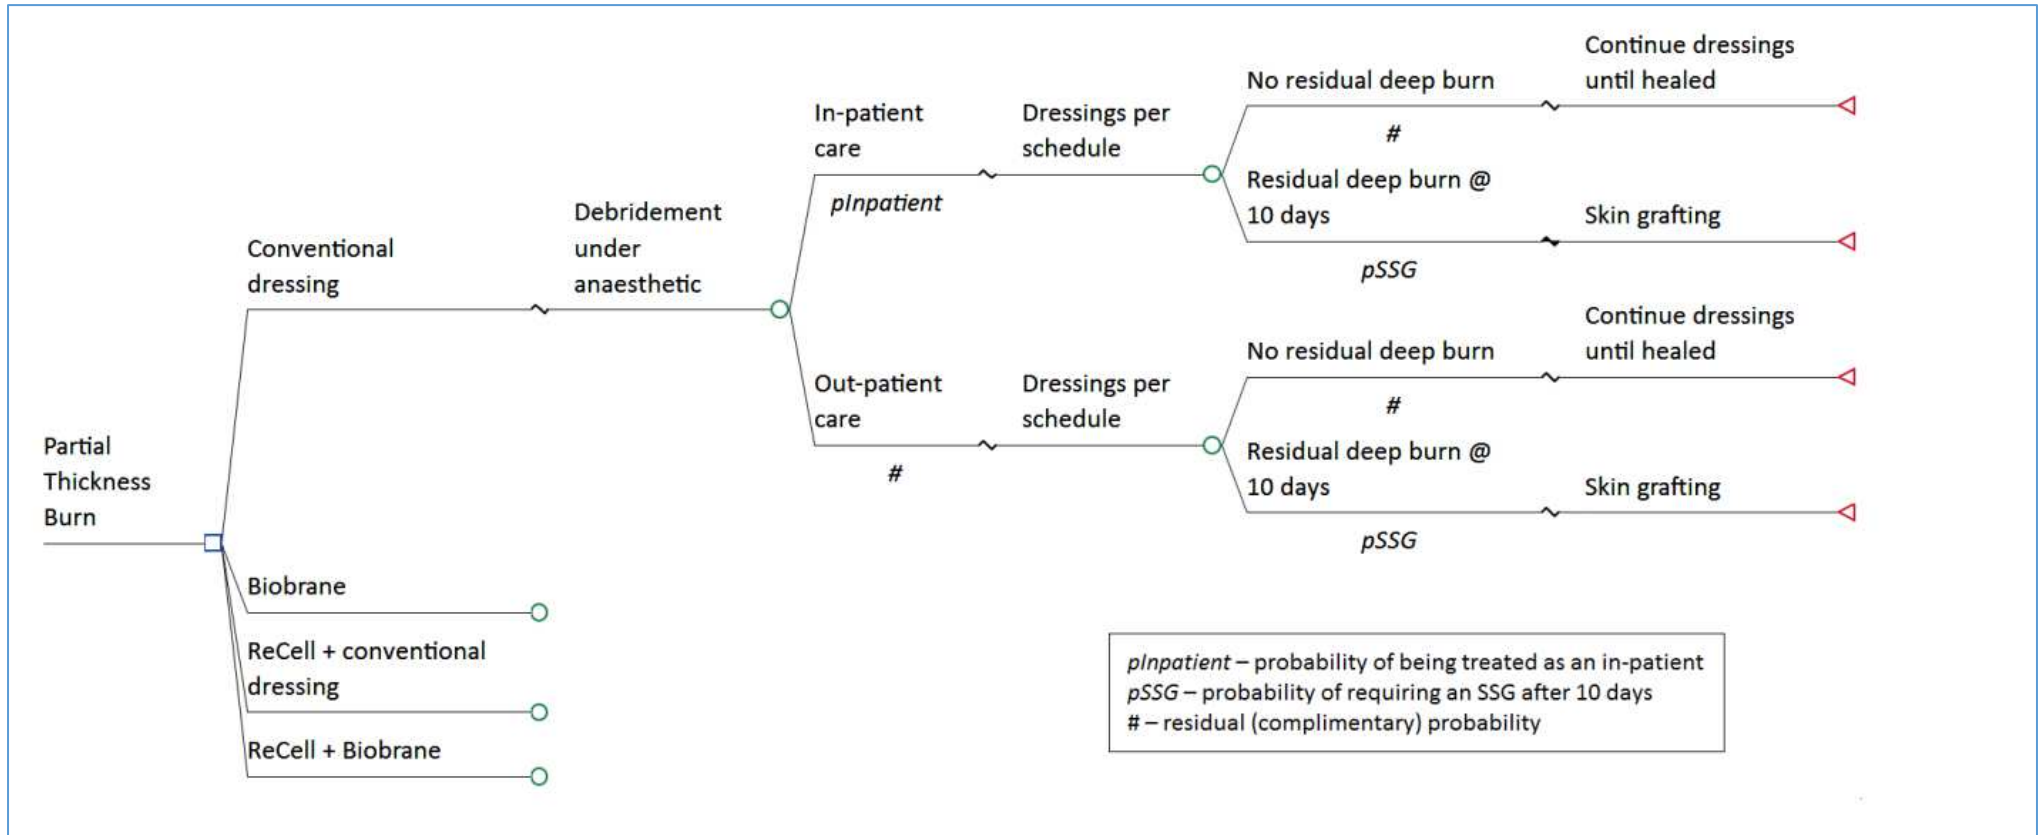 Partial
Thickness
Burn
Conventional
dressing
Debridement
under
anaesthetic
In-patient
care
pInpatient
Dressings per
schedule
No residual deep burn
#
Continue dressings
until healed
Residual deep burn @
10 days
pSSG
Skin grafting
Out-patient
care
#
Dressings per
schedule
No residual deep burn
#
Continue dressings
until healed
Residual deep burn @
10 days
pSSG
Skin grafting
Biobrane
ReCell + conventional
dressing
ReCell + Biobrane
pInpatient – probability of being treated as an in-patient
pSSG – probability of requiring an SSG after 10 days
# – residual (complimentary) probability